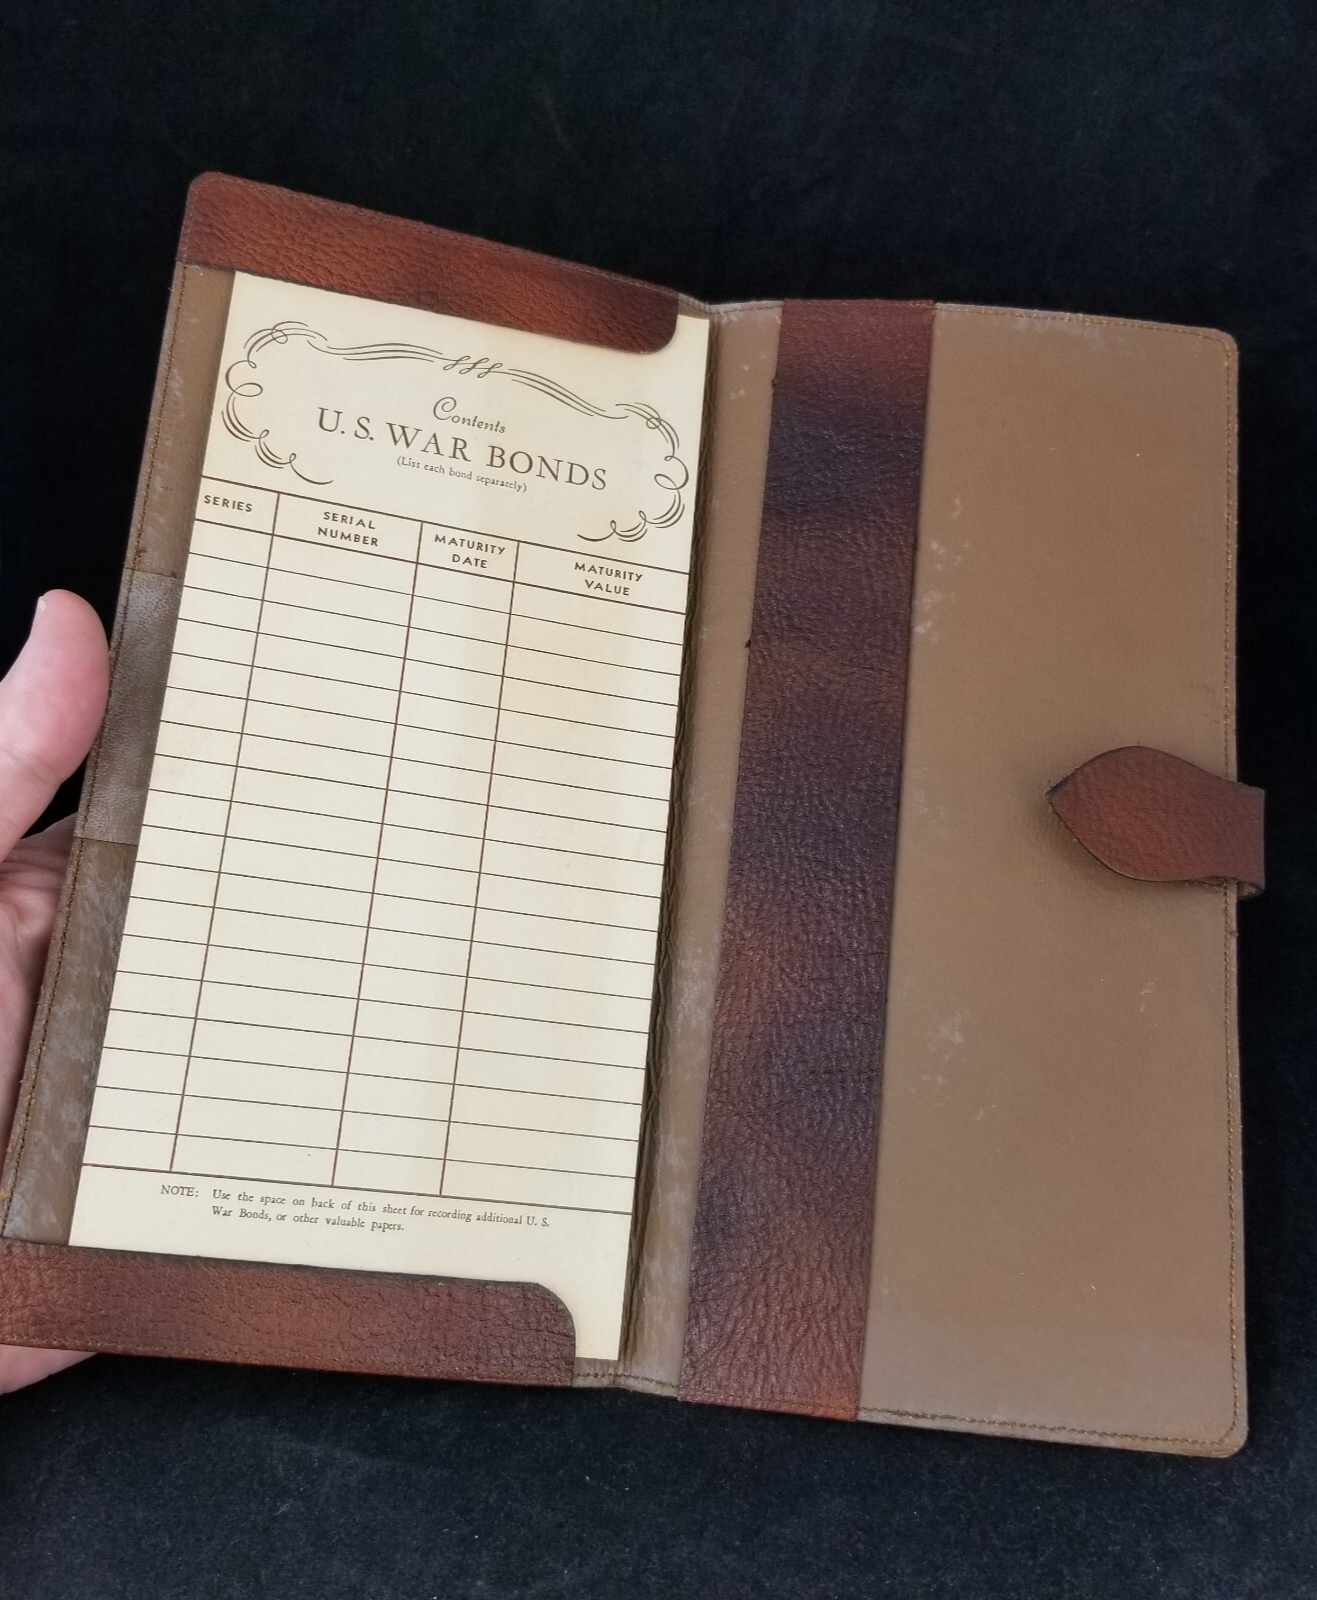 Contents
U. S. WAR BONDS
(List each bond separately)
SERIES
SERIAL
NUMBER
MATURITY
DATE
MATURITY
VALUE
NOTE: Use the space on back of this sheet for recording additional U. S.
War Bonds, or other valuable papers.